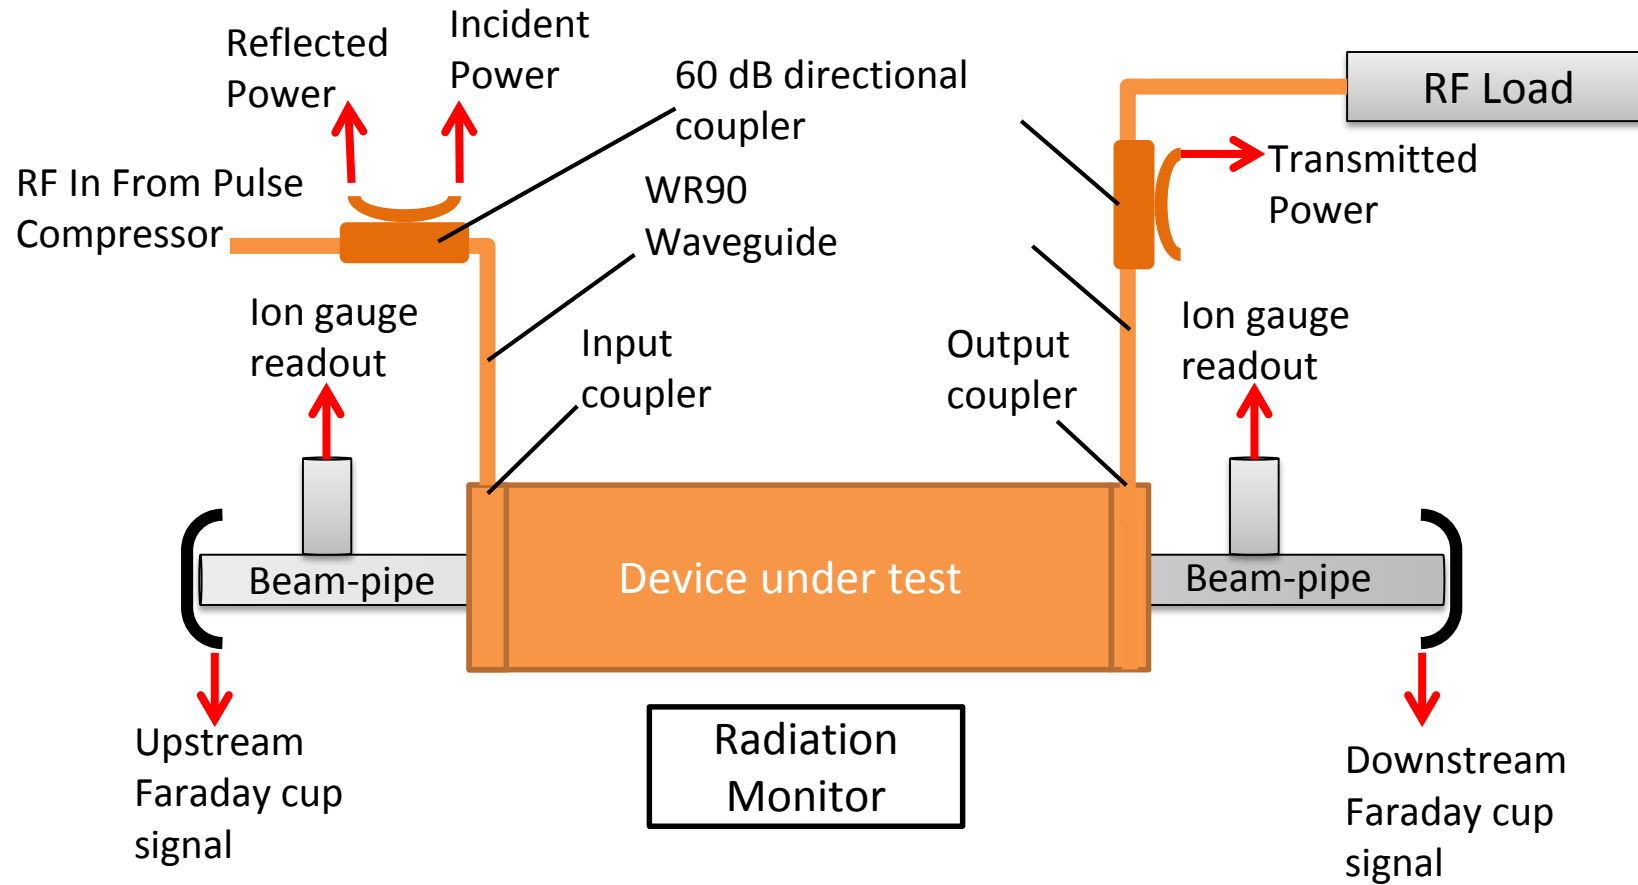 Reflected
Power
Incident
Power
60 dB directional
coupler
RF Load
RF In From Pulse
Compressor
WR90
Waveguide
Transmitted
Power
Ion gauge
readout
Input
coupler
Output
coupler
Ion gauge
readout
Beam-pipe
Device under test
Beam-pipe
Upstream
Faraday cup
signal
Radiation
Monitor
Downstream
Faraday cup
signal